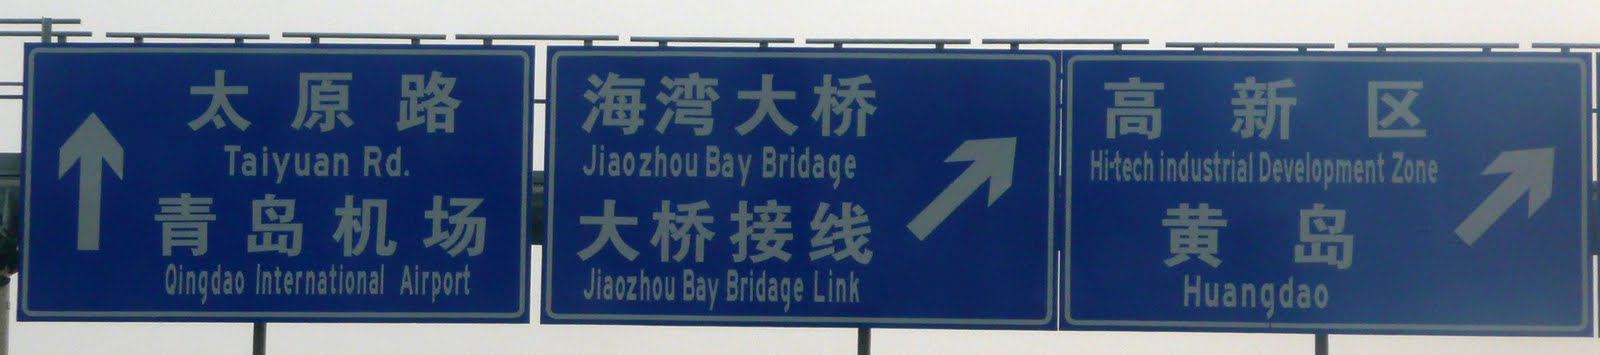 太原路
Taiyuan Rd.
青岛机场
Qingdao International Airport
海湾大桥
Jiaozhou Bay Bridage
大桥接线
Jiaozhou Bay Bridage Link
高新区
Hi-tech industrial Development Zone
黄岛
Huangdao